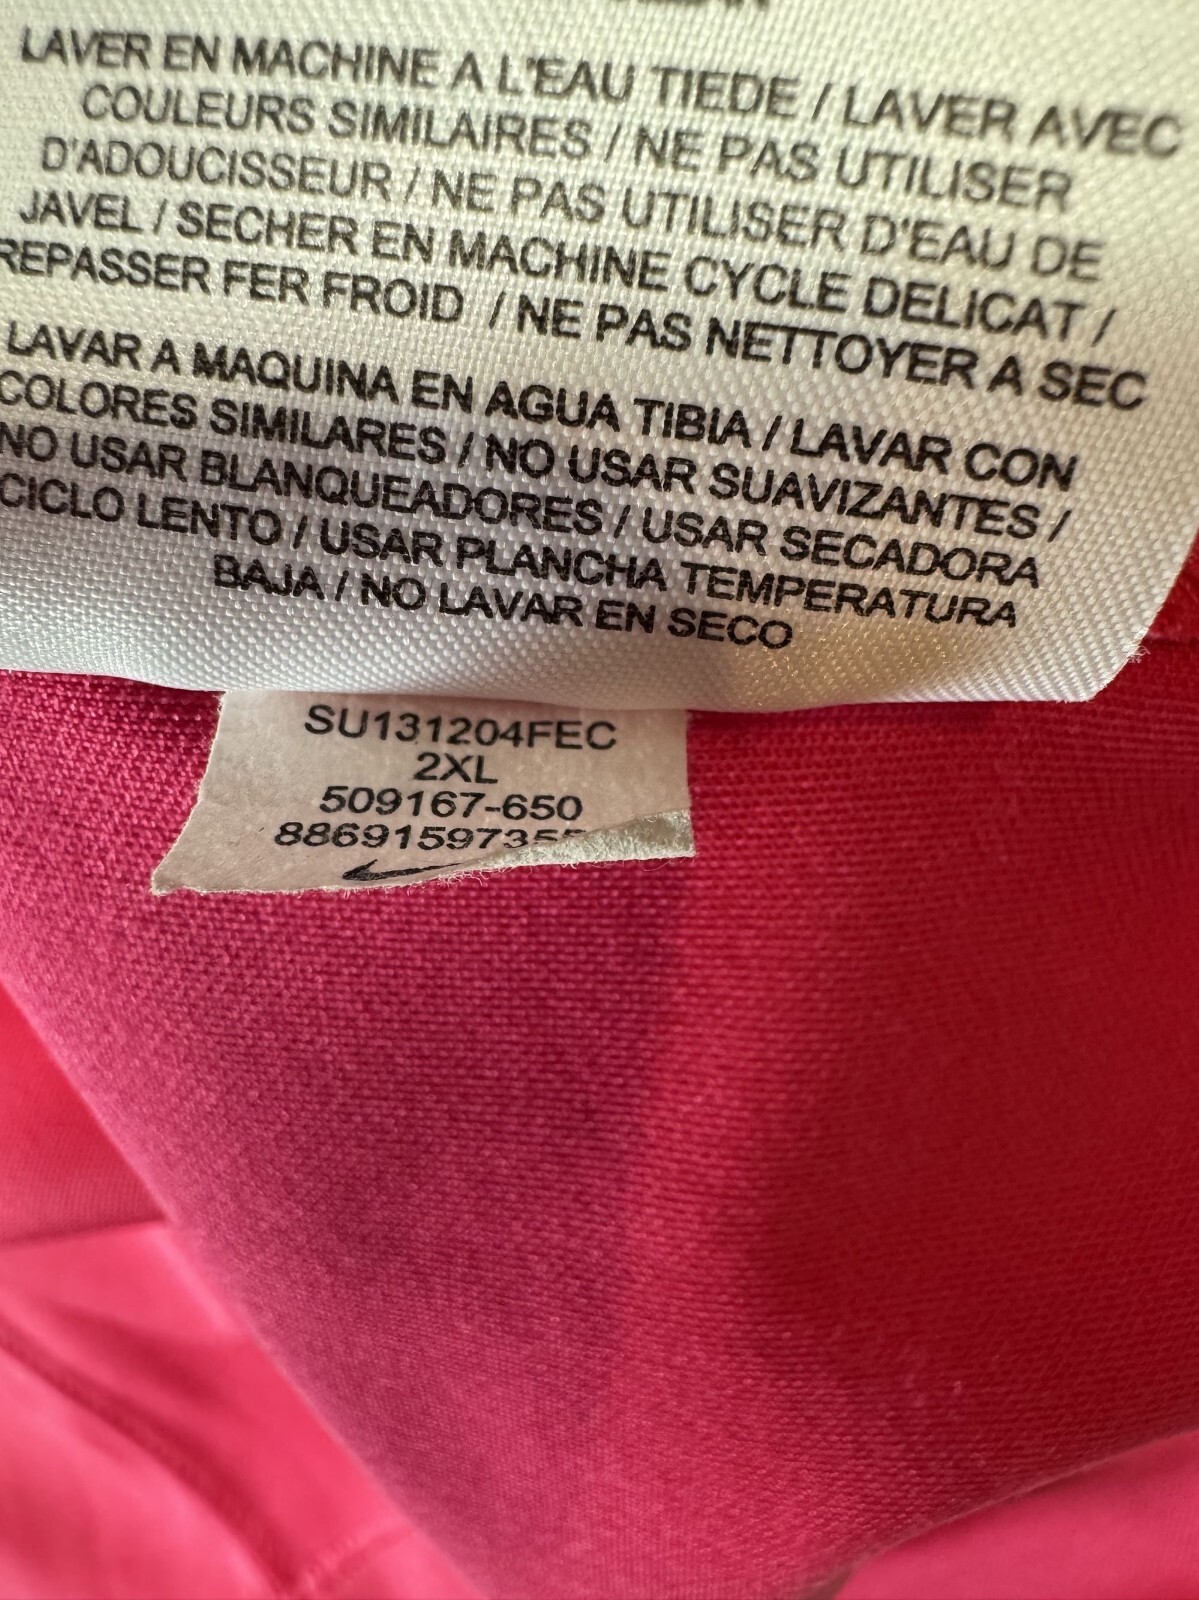 LAVER EN MACHINE A L'EAU TIEDE / LAVER AVEC
COULEURS SIMILAIRES / NE PAS UTILISER
D'ADOUCISSEUR / NE PAS UTILISER D'EAU DE
JAVEL / SECHER EN MACHINE CYCLE DELICAT /
REPASSER FER FROID / NE PAS NETTOYER A SEC
LAVAR A MAQUINA EN AGUA TIBIA / LAVAR CON
COLORES SIMILARES / NO USAR SUAVIZANTES /
NO USAR BLANQUEADORES / USAR SECADORA
CICLO LENTO / USAR PLANCHA TEMPERATURA
BAJA / NO LAVAR EN SECO
SU131204FEC
2XL
509167-650